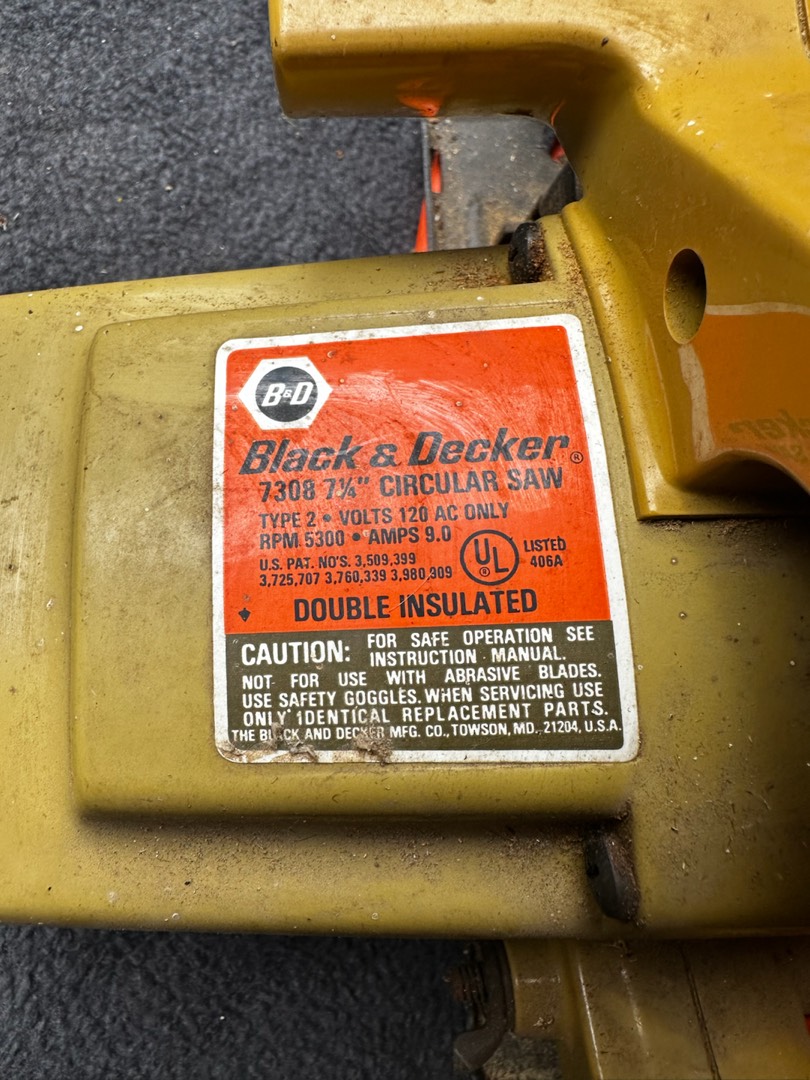 B&D
Black & Decker®
7308 7¼" CIRCULAR SAW
TYPE 2 • VOLTS 120 AC ONLY
RPM 5300 • AMPS 9.0
U.S. PAT. NO'S. 3,509,399
3,725,707 3,760,339 3,980,909
UL ®
LISTED
406A
DOUBLE INSULATED
CAUTION: FOR SAFE OPERATION SEE
INSTRUCTION MANUAL.
NOT FOR USE WITH ABRASIVE BLADES.
USE SAFETY GOGGLES. WHEN SERVICING USE
ONLY IDENTICAL REPLACEMENT PARTS.
THE BLACK AND DECKER MFG. CO., TOWSON, MD. 21204, U.S.A.